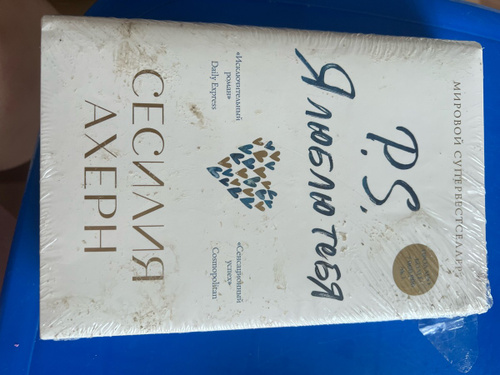 МИРОВОЙ СУПЕРБЕСТСЕЛЛЕР
P.S.
Я люблю тебя
«Исключительный
роман»
Daily Express
«Сенсационный
успех»
Cosmopolitan
СЕСИЛИЯ
АХЕРН